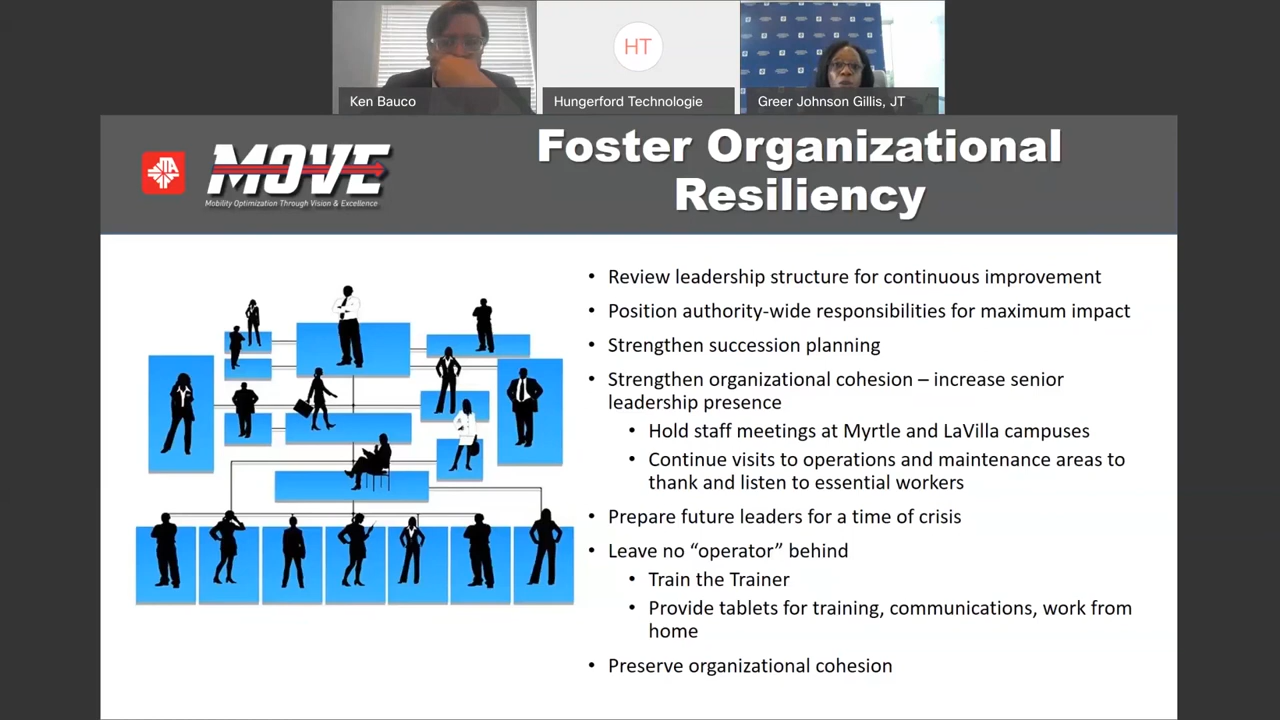 Ken Bauco
HT
Hungerford Technologie
Greer Johnson Gillis, JT
JTA
MOVE
Mobility Optimization Through Vision & Excellence
Foster Organizational
Resiliency
• Review leadership structure for continuous improvement
• Position authority-wide responsibilities for maximum impact
• Strengthen succession planning
• Strengthen organizational cohesion – increase senior
leadership presence
• Hold staff meetings at Myrtle and LaVilla campuses
• Continue visits to operations and maintenance areas to
thank and listen to essential workers
• Prepare future leaders for a time of crisis
• Leave no “operator” behind
• Train the Trainer
• Provide tablets for training, communications, work from
home
• Preserve organizational cohesion